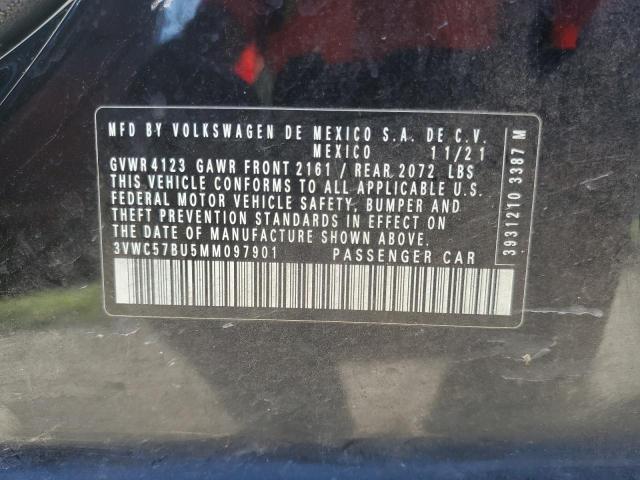 MFD BY VOLKSWAGEN DE MEXICO S.A. DE C.V.
MEXICO 11/21
GVWR 4123 GAWR FRONT 2161 / REAR 2072 LBS
THIS VEHICLE CONFORMS TO ALL APPLICABLE U.S.
FEDERAL MOTOR VEHICLE SAFETY, BUMPER AND
THEFT PREVENTION STANDARDS IN EFFECT ON
THE DATE OF MANUFACTURE SHOWN ABOVE.
3VWC57BU5MM097901 PASSENGER CAR
3931210 3387 M